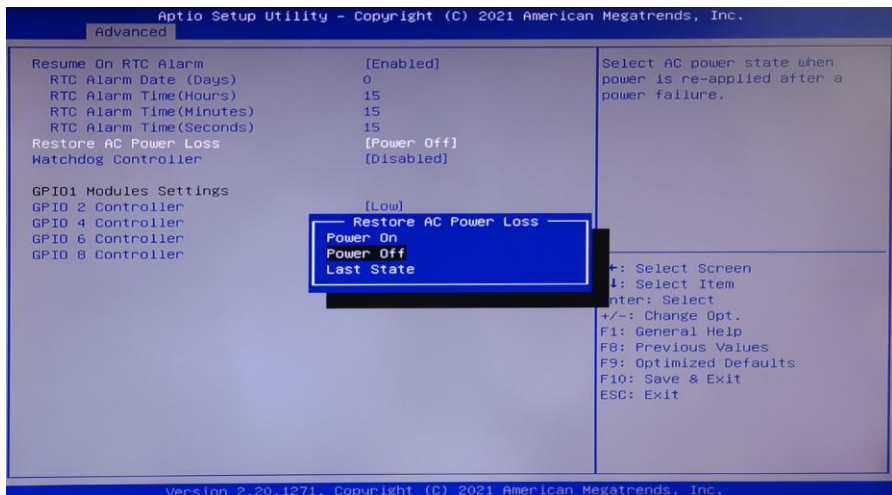 Aptio Setup Utility - Copyright (C) 2021 American Megatrends, Inc.
Advanced
Resume On RTC Alarm [Enabled]
RTC Alarm Date (Days) 0
RTC Alarm Time(Hours) 15
RTC Alarm Time(Minutes) 15
RTC Alarm Time(Seconds) 15
Restore AC Power Loss [Power Off]
Watchdog Controller [Disabled]
GPIO1 Modules Settings
GPIO 2 Controller [Low]
GPIO 4 Controller
GPIO 6 Controller
GPIO 8 Controller
Restore AC Power Loss
Power On
Power Off
Last State
Select AC power state when
power is re-applied after a
power failure.
: Select Screen
: Select Item
nter: Select
+/-: Change Opt.
F1: General Help
F8: Previous Values
F9: Optimized Defaults
F10: Save & Exit
ESC: Exit
Version 2.20.1271. Copyright (C) 2021 American Megatrends, Inc.